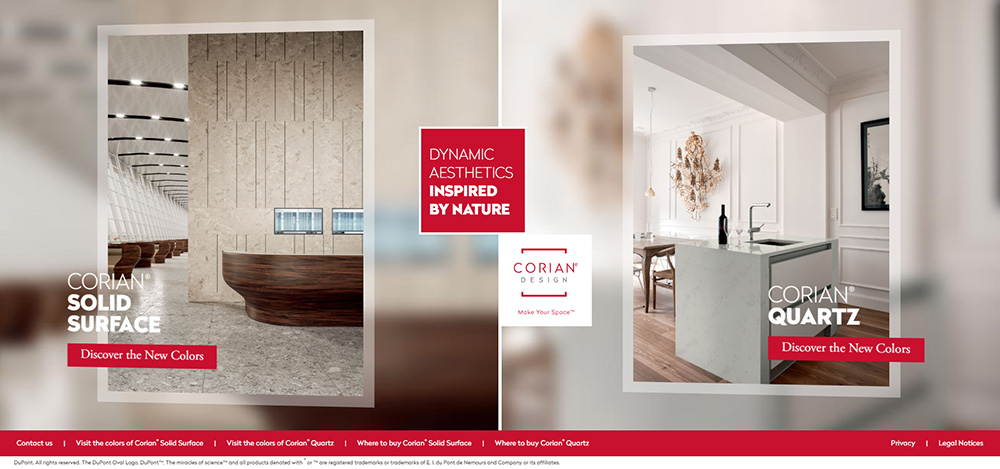 DYNAMIC
AESTHETICS
INSPIRED
BY NATURE
CORIAN®
DESIGN
Make Your Space™
CORIAN®
SOLID
SURFACE
Discover the New Colors
CORIAN®
QUARTZ
Discover the New Colors
Contact us | Visit the colors of Corian® Solid Surface | Visit the colors of Corian® Quartz | Where to buy Corian® Solid Surface | Where to buy Corian® Quartz
Privacy | Legal Notices
DuPont. All rights reserved. The DuPont Oval Logo, DuPont™, The miracles of science™ and all products denoted with ® or ™ are registered trademarks or trademarks of E. I. du Pont de Nemours and Company or its affiliates.